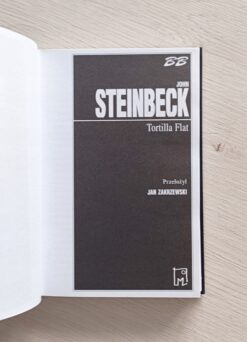 BB
JOHN
STEINBECK
Tortilla Flat
Przełożył
JAN ZAKRZEWSKI
M